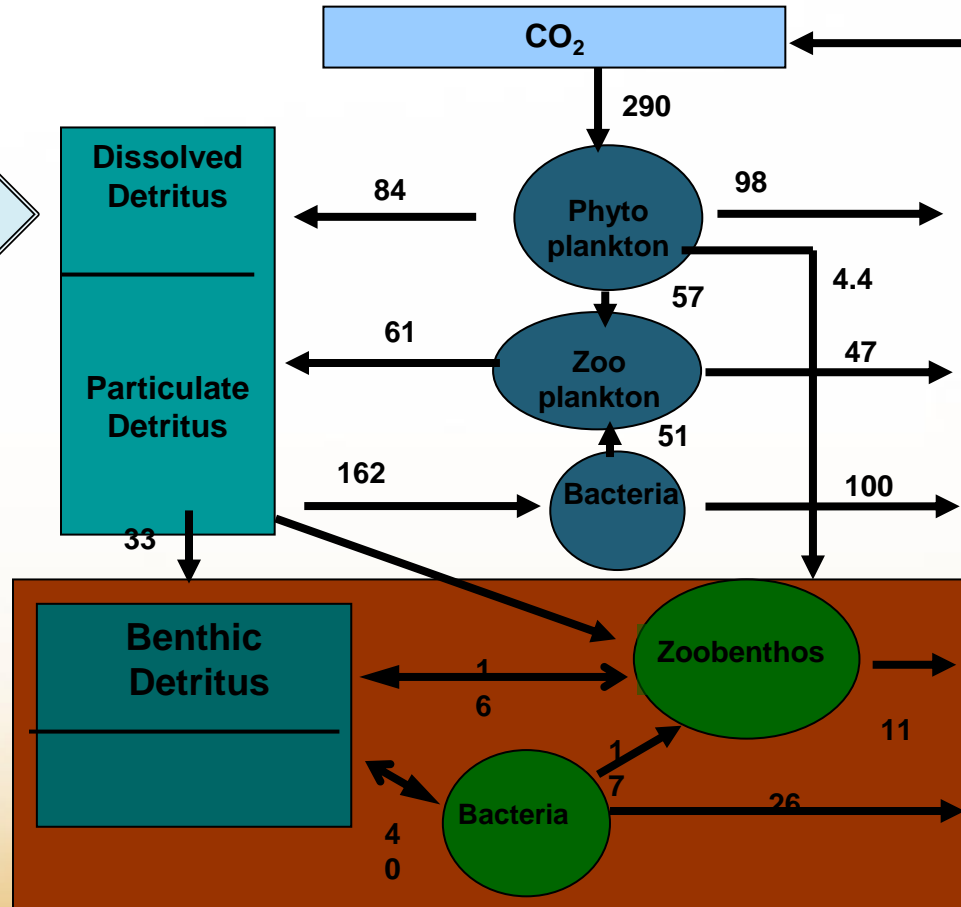 CO₂
290
Dissolved
Detritus
84
Phyto
plankton
98
57
4.4
61
Zoo
plankton
47
Particulate
Detritus
51
162
Bacteria
100
33
Benthic
Detritus
1
6
Zoobenthos
11
1
7
Bacteria
26
4
0